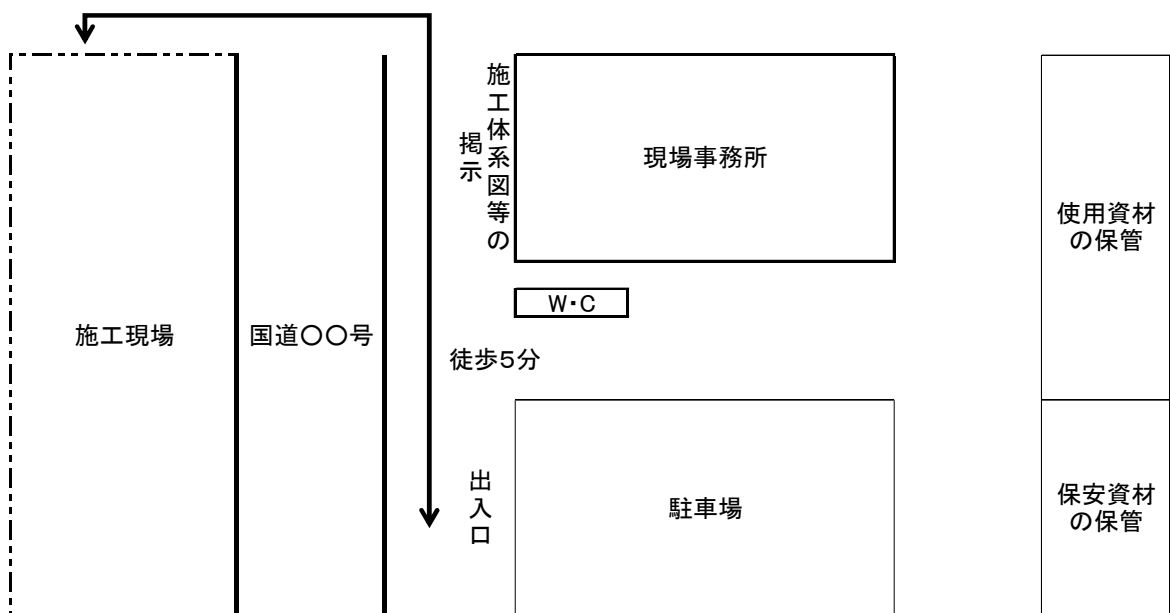 施工体系図等の
掲示
現場事務所
使用資材
の保管
W・C
施工現場
国道〇〇号
徒歩5分
出入口
駐車場
保安資材
の保管